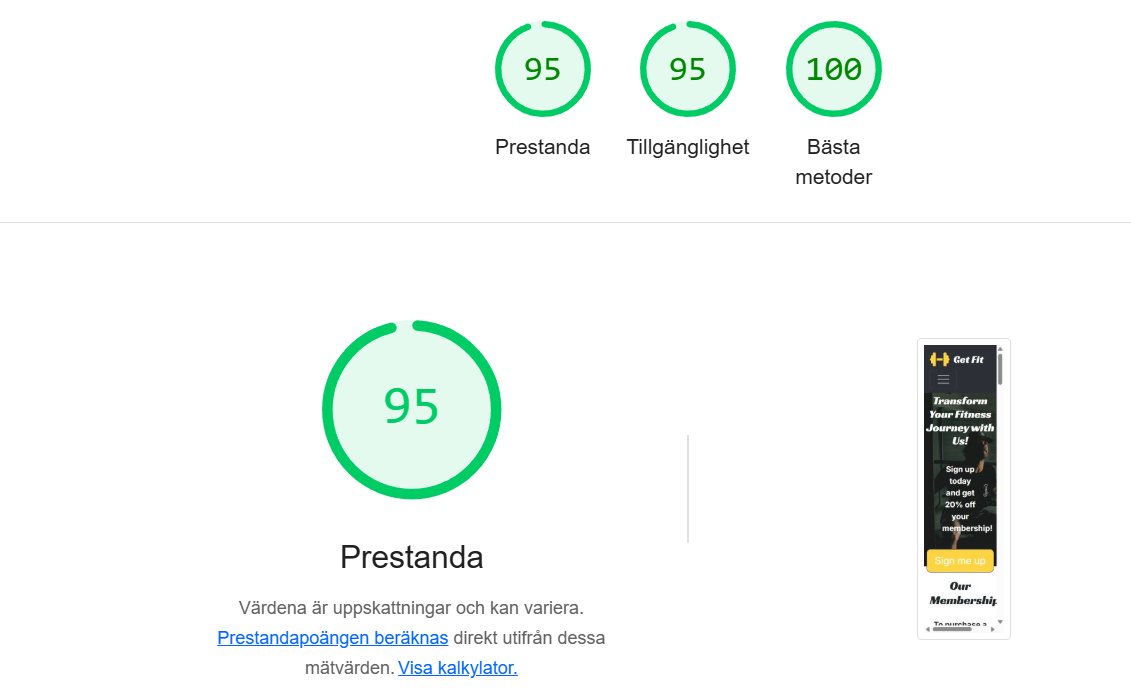 95
95
100
Prestanda
Tillgänglighet
Bästa
metoder
95
Prestanda
Värdena är uppskattningar och kan variera.
Prestandapoängen beräknas direkt utifrån dessa
mätvärden. Visa kalkylator.
Get Fit
Transform
Your Fitness
Journey with
Us!
Sign up
today
and get
20% off
your
membership!
Sign me up
Our
Membership
To purchase a